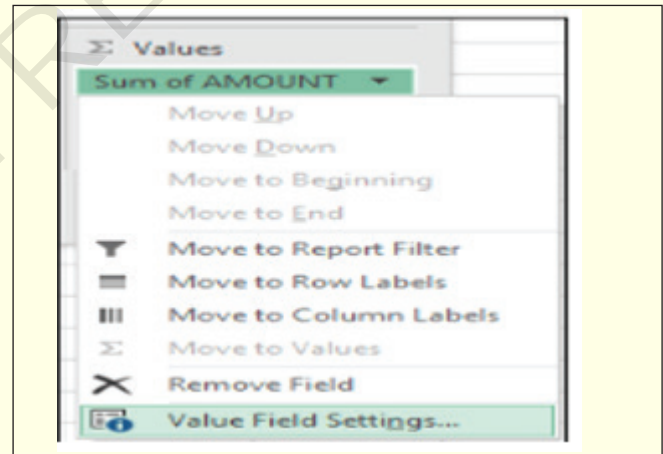 Σ Values
Sum of AMOUNT
Move Up
Move Down
Move to Beginning
Move to End
Move to Report Filter
Move to Row Labels
Move to Column Labels
Σ Move to Values
Remove Field
Value Field Settings...